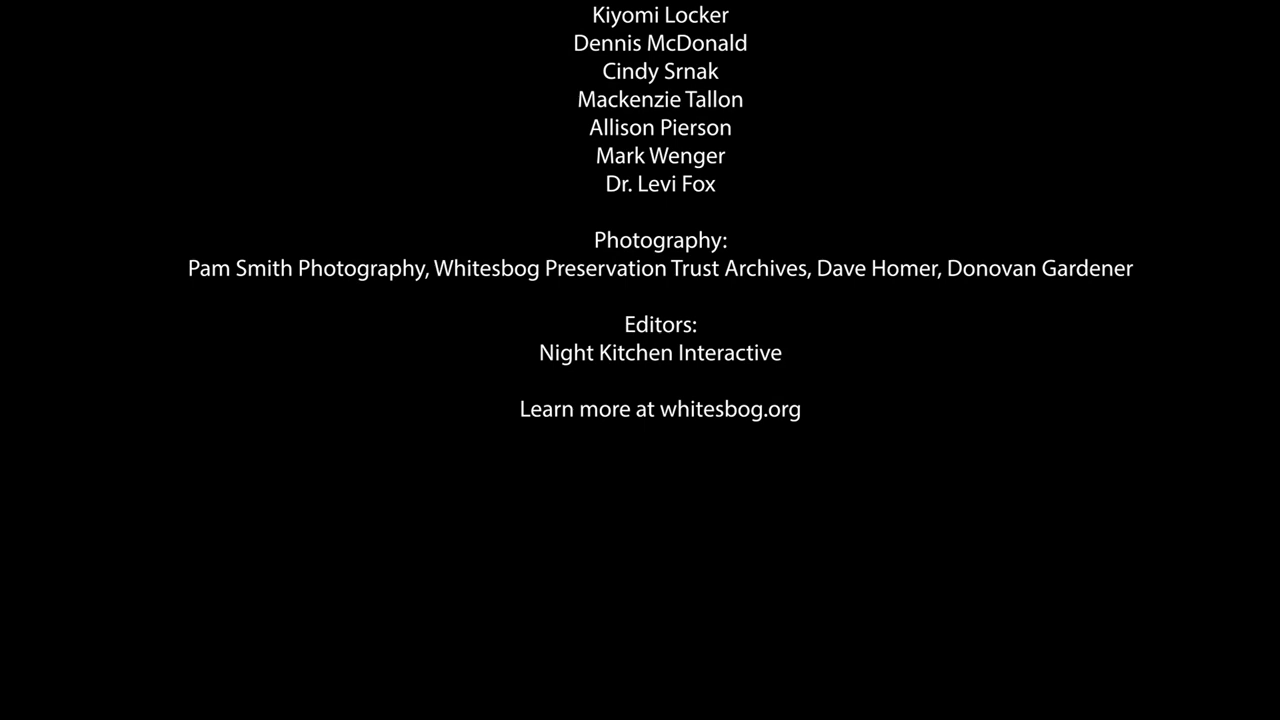 Kiyomi Locker
Dennis McDonald
Cindy Srnak
Mackenzie Tallon
Allison Pierson
Mark Wenger
Dr. Levi Fox
Photography:
Pam Smith Photography, Whitesbog Preservation Trust Archives, Dave Homer, Donovan Gardener
Editors:
Night Kitchen Interactive
Learn more at whitesbog.org